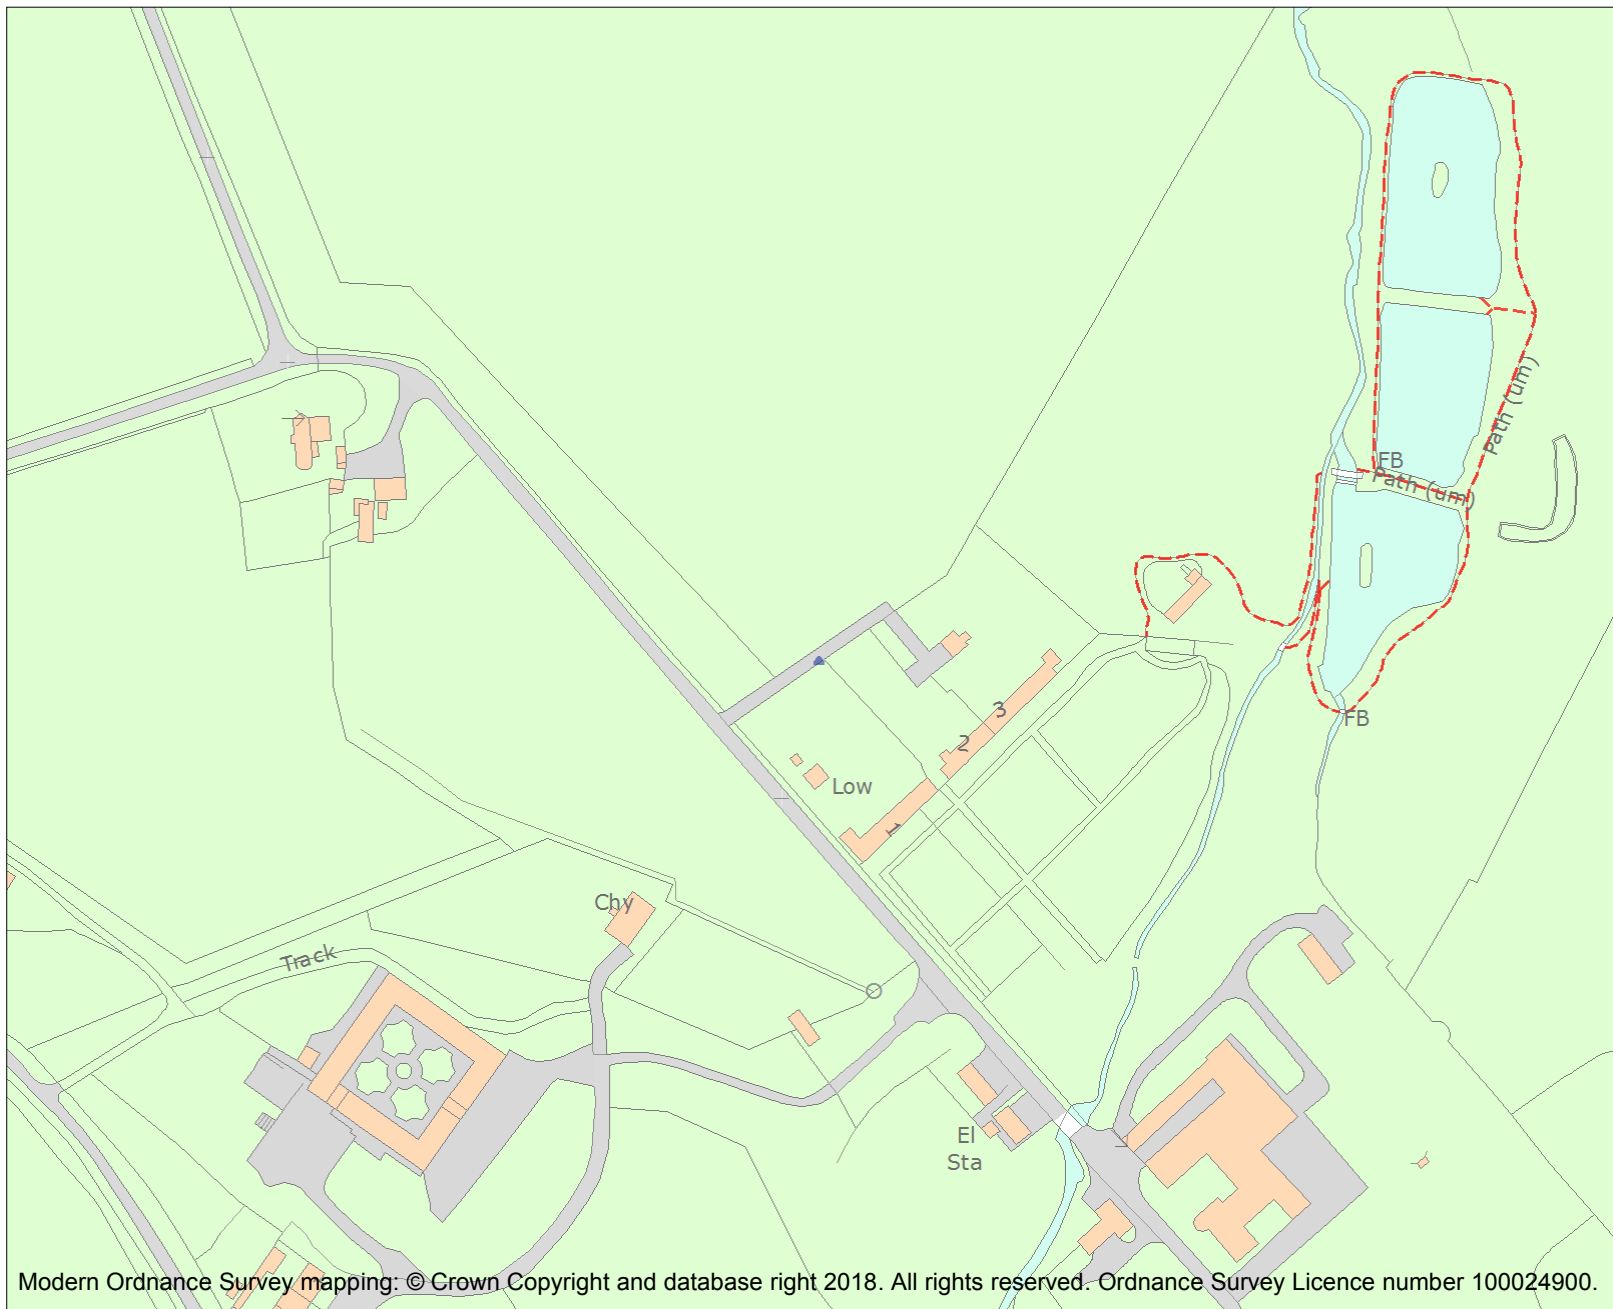 Path (um)
FB
Path (um)
FB
3
2
Low
1
Chy
Track
El
Sta
Modern Ordnance Survey mapping: © Crown Copyright and database right 2018. All rights reserved. Ordnance Survey Licence number 100024900.